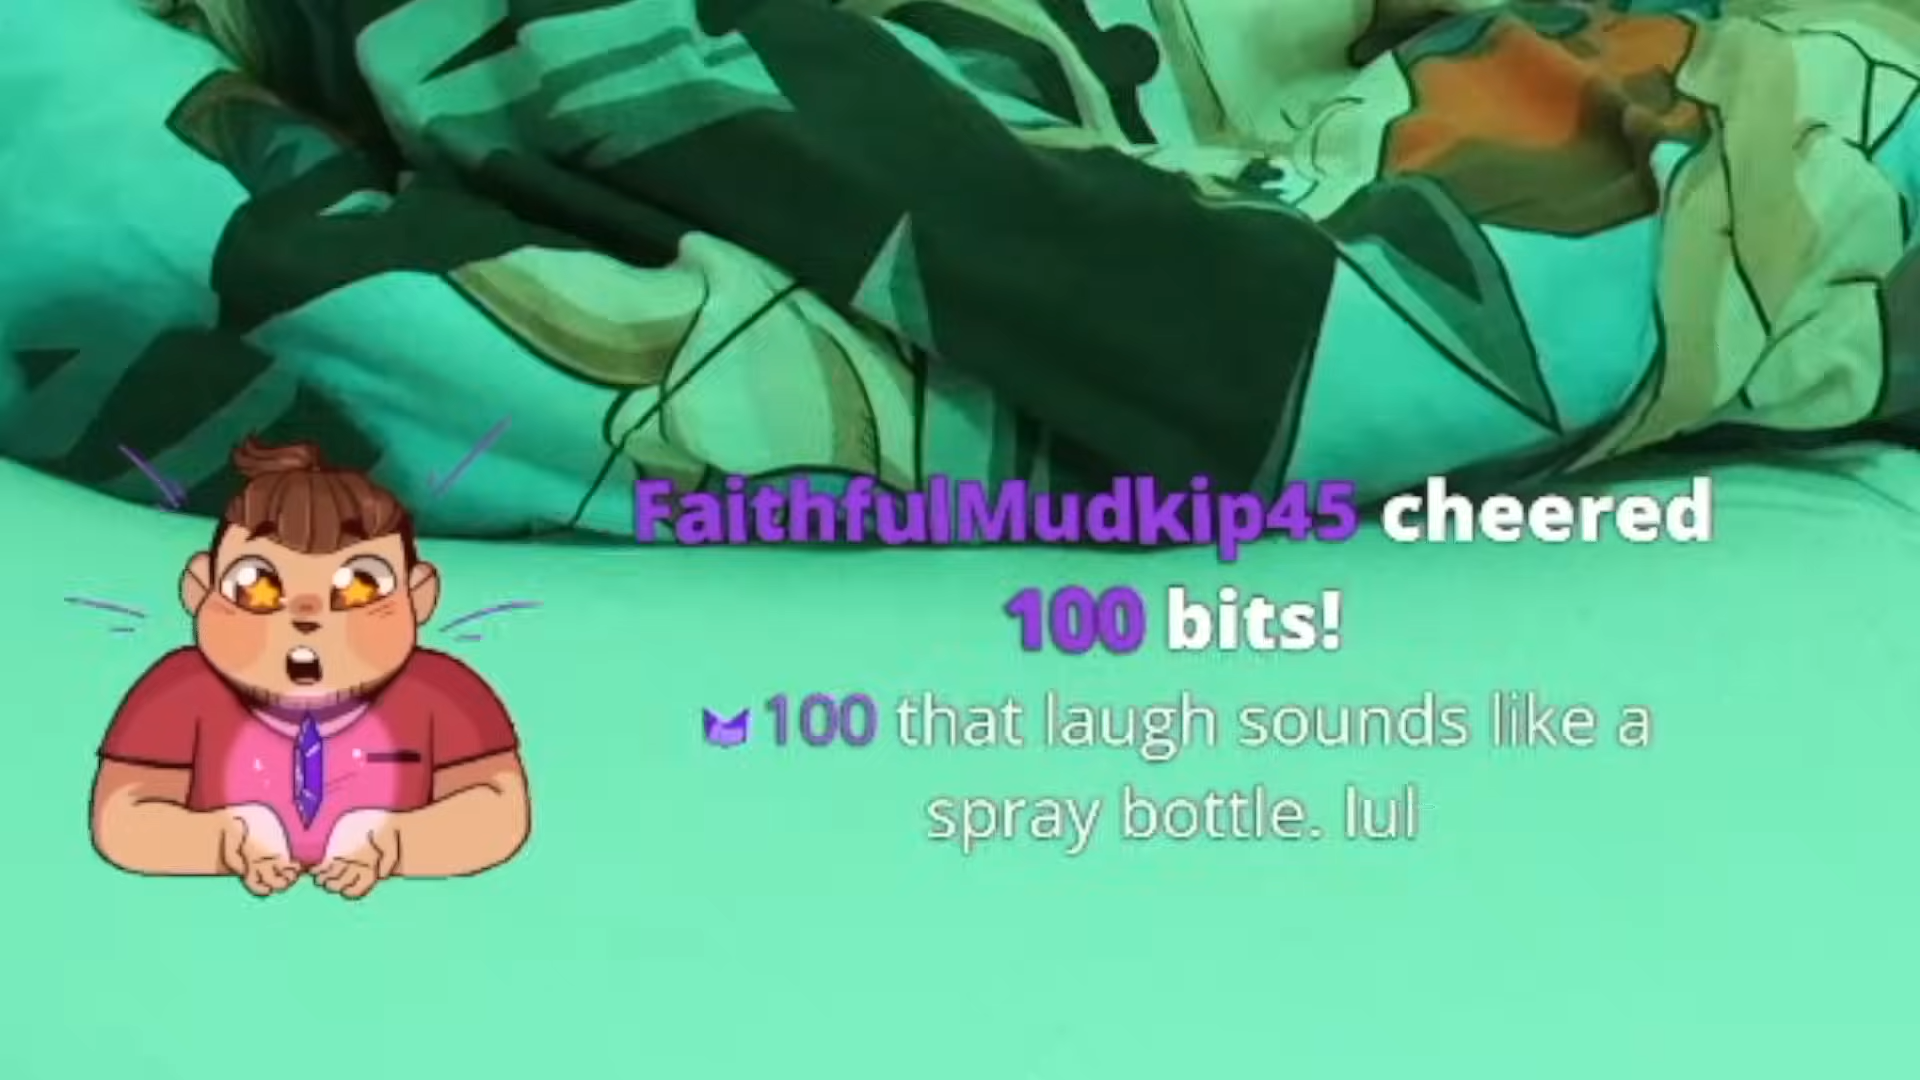 FaithfulMudkip45 cheered
100 bits!
100 that laugh sounds like a
spray bottle. lul